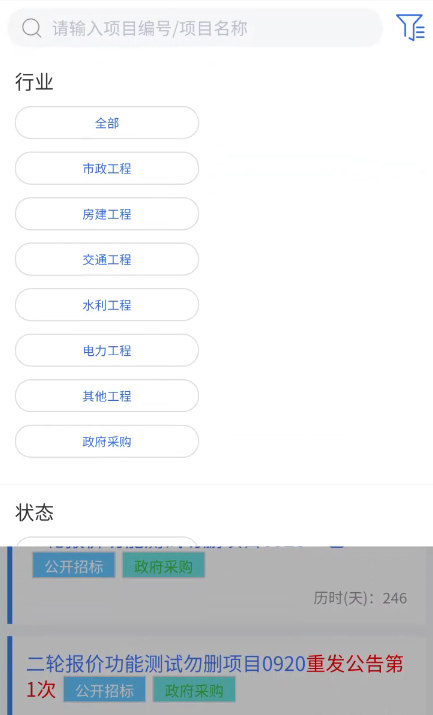 请输入项目编号/项目名称
行业
全部
市政工程
房建工程
交通工程
水利工程
电力工程
其他工程
政府采购
状态
公开招标 政府采购
历时(天)：246
二轮报价功能测试勿删项目0920重发公告第
1次 公开招标 政府采购